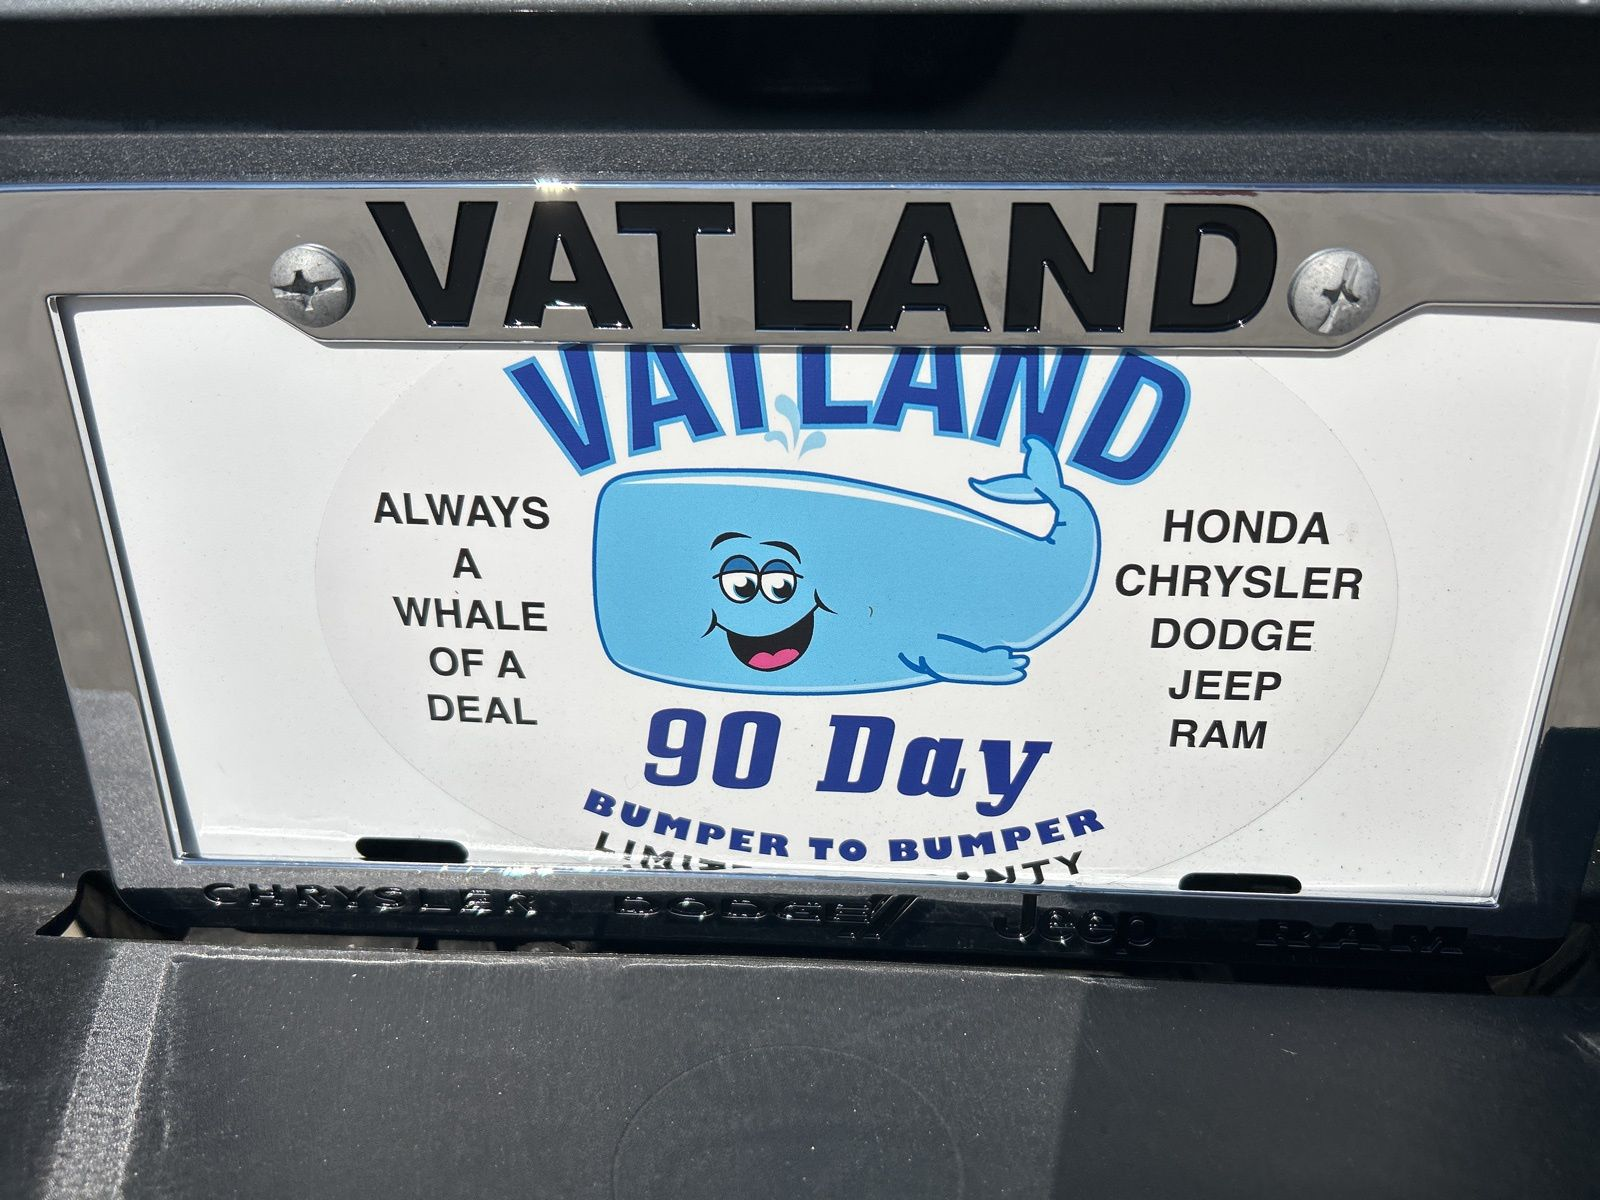 VATLAND
VATLAND
ALWAYS
A
WHALE
OF A
DEAL
HONDA
CHRYSLER
DODGE
JEEP
RAM
90 Day
BUMPER TO BUMPER
CHRYSLER DODGE Jeep RAM